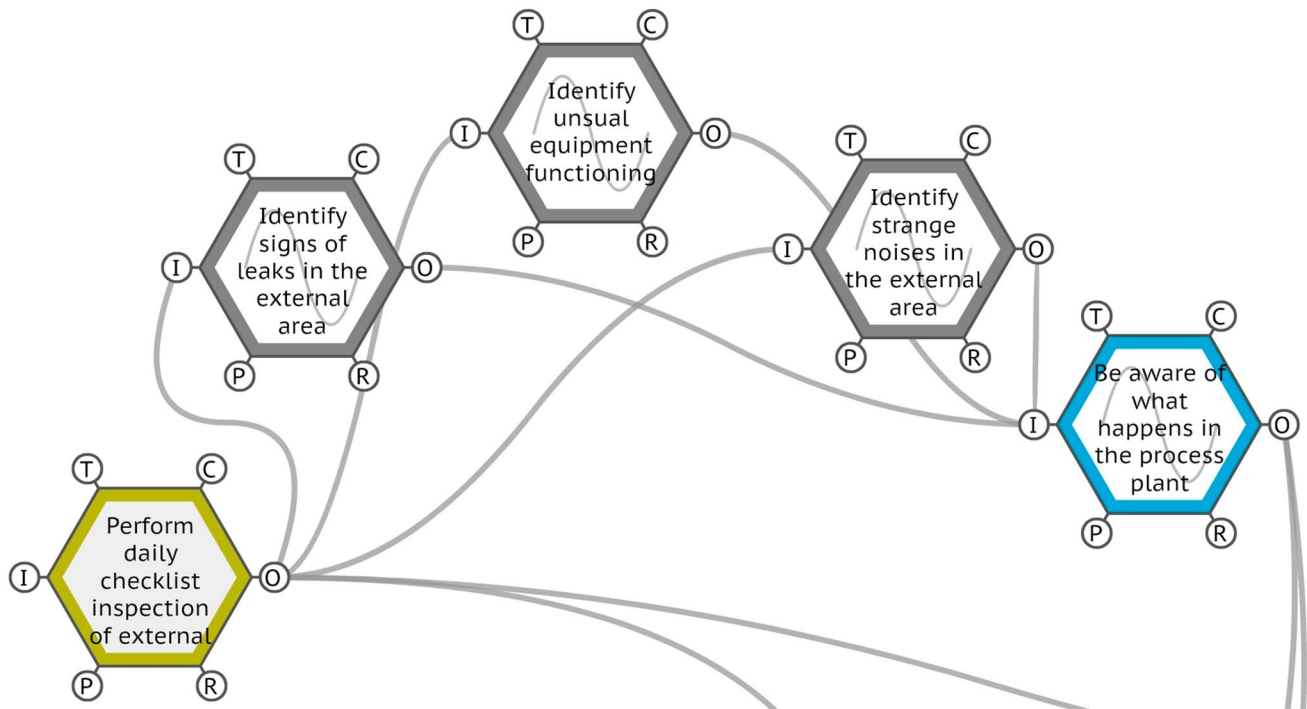 T
C
Identify
unsual
equipment
functioning
I
O
P
R
T
C
Identify
signs of
leaks in the
external
area
I
O
P
R
T
C
Identify
strange
noises in
the external
area
I
O
P
R
T
C
Be aware of
what
happens in
the process
plant
I
O
P
R
T
C
Perform
daily
checklist
inspection
of external
I
O
P
R